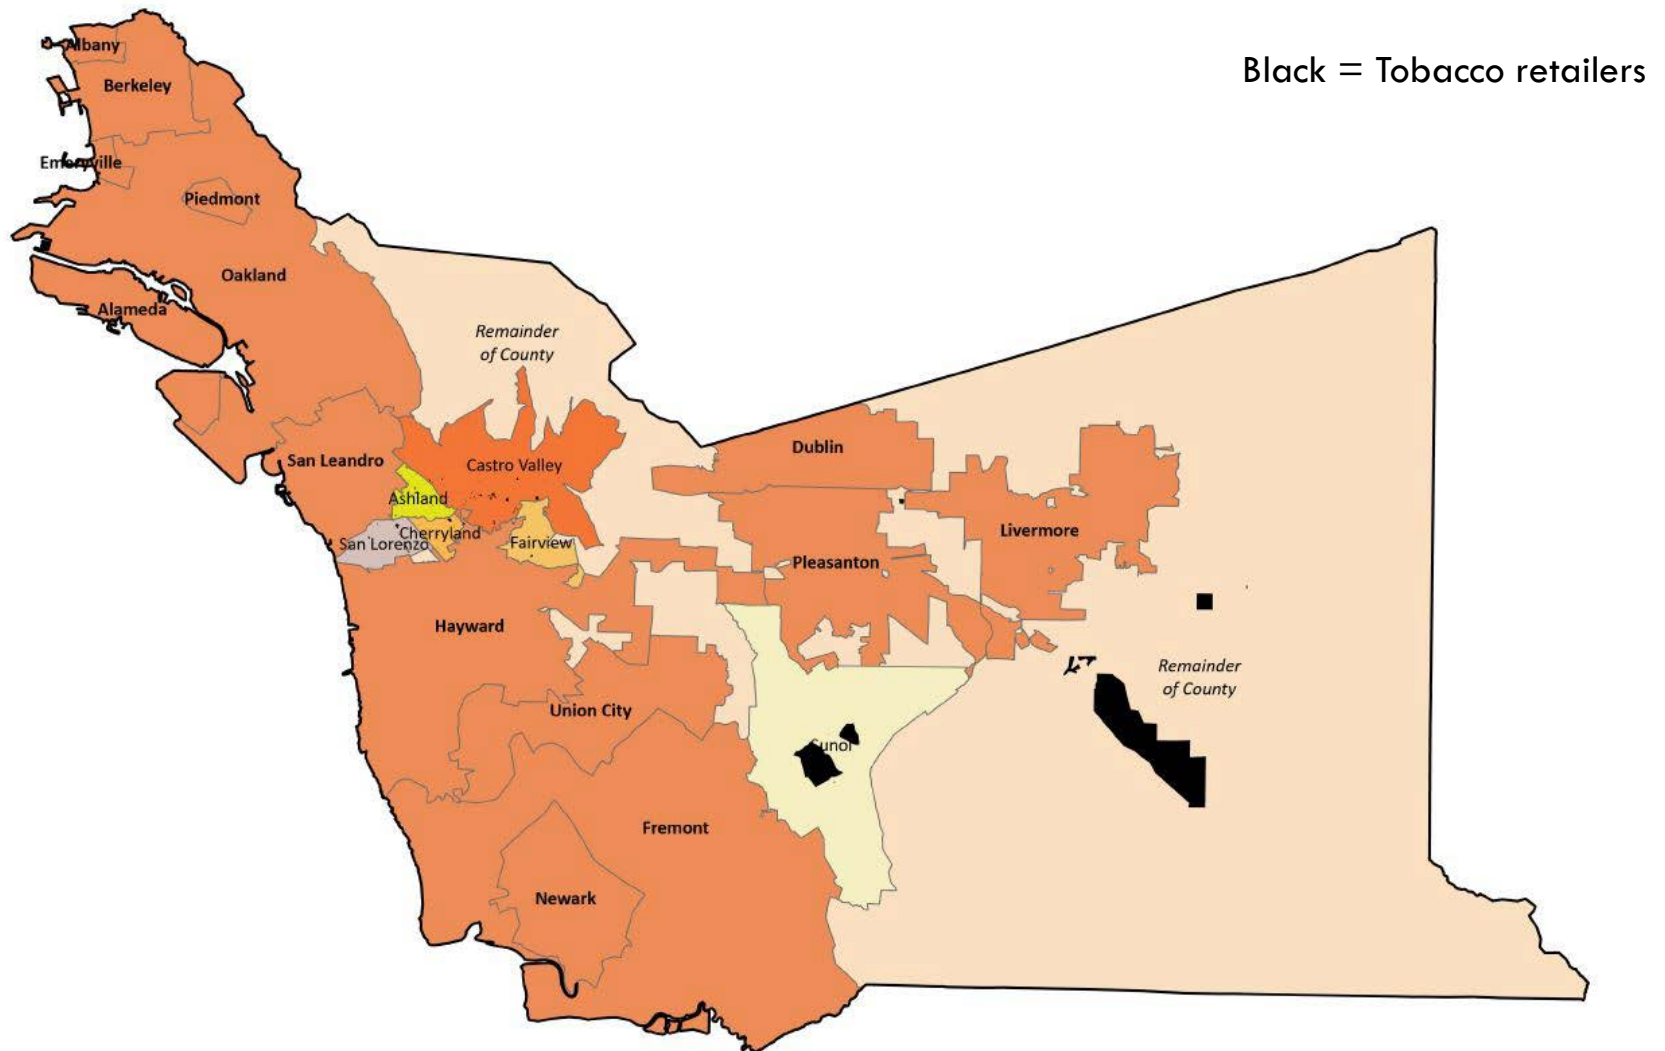 Black = Tobacco retailers
Albany
Berkeley
Emeryville
Piedmont
Oakland
Alameda
Remainder
of County
San Leandro
Castro Valley
Ashland
Cherryland
San Lorenzo
Fairview
Dublin
Livermore
Pleasanton
Hayward
Remainder
of County
Union City
Sunol
Fremont
Newark